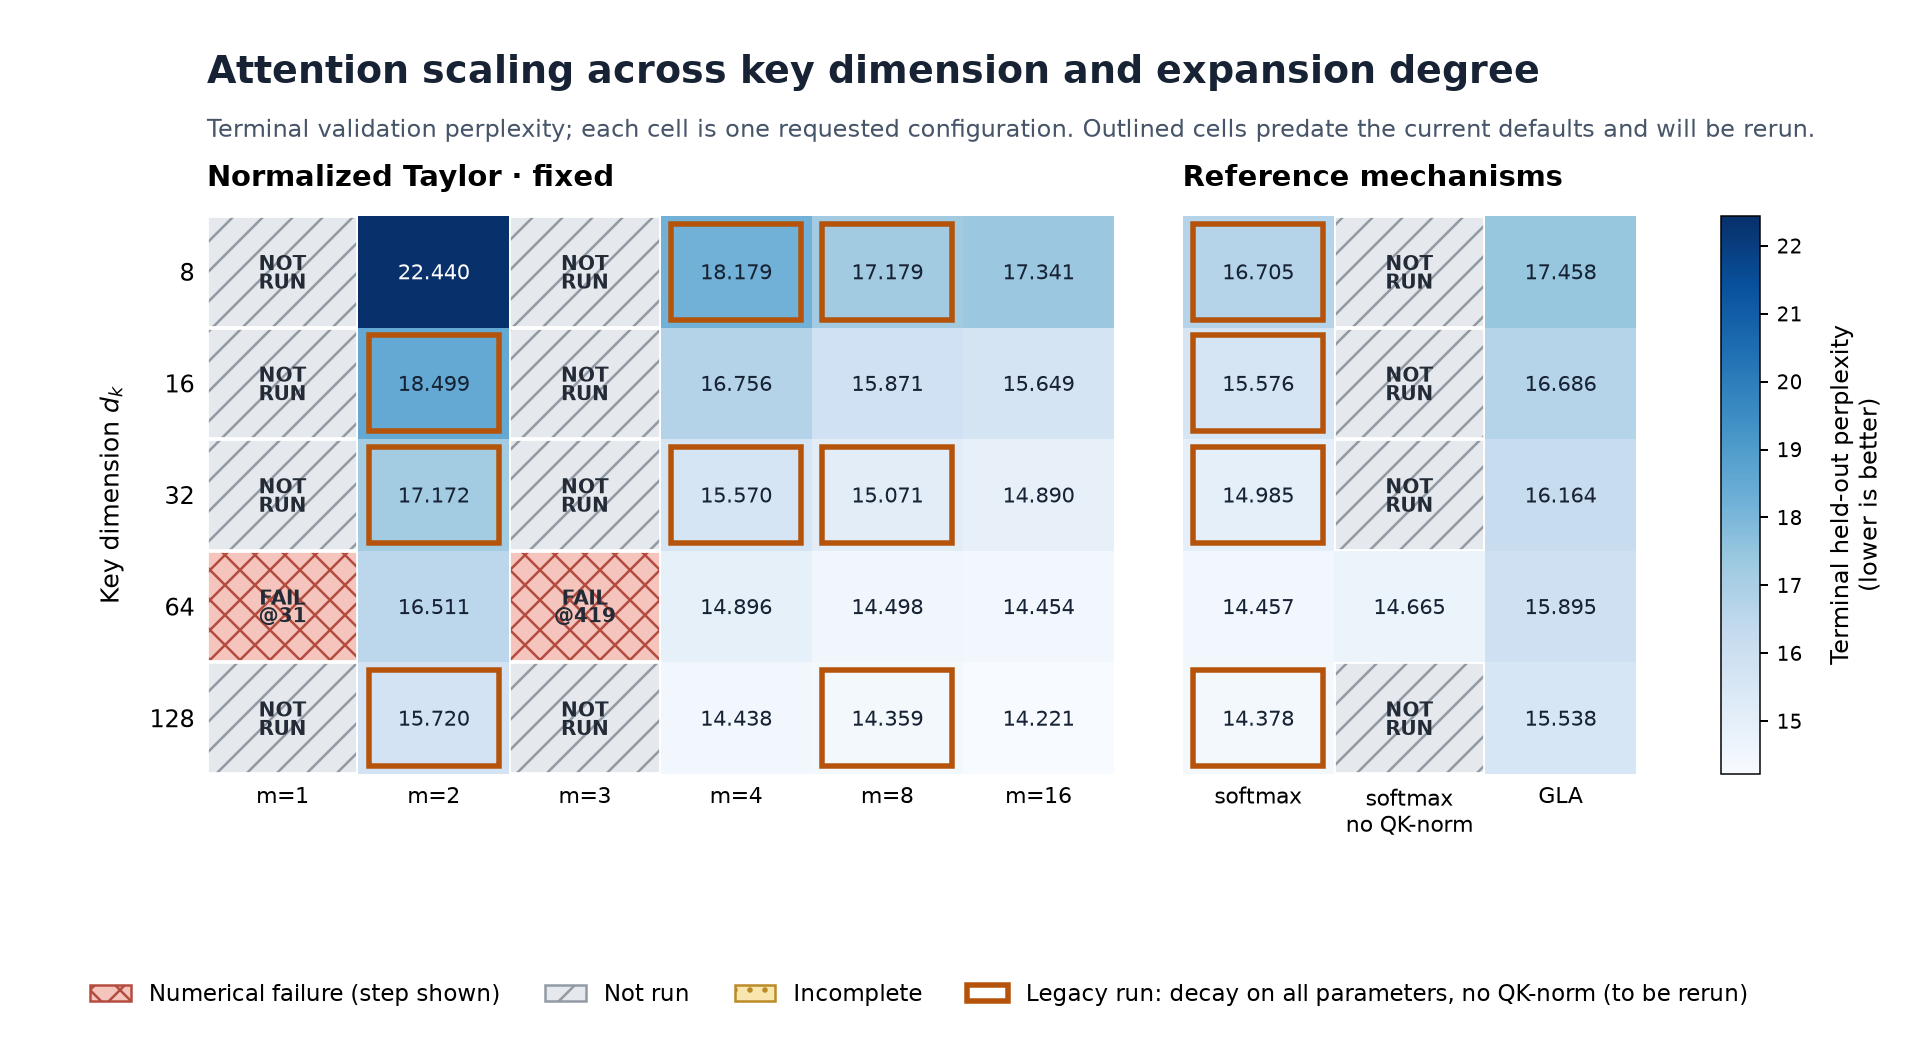 Attention scaling across key dimension and expansion degree
Terminal validation perplexity; each cell is one requested configuration. Outlined cells predate the current defaults and will be rerun.
Normalized Taylor · fixed
Reference mechanisms
Key dimension d_k
8
NOT RUN
22.440
NOT RUN
18.179
17.179
17.341
16.705
NOT RUN
17.458
16
NOT RUN
18.499
NOT RUN
16.756
15.871
15.649
15.576
NOT RUN
16.686
32
NOT RUN
17.172
NOT RUN
15.570
15.071
14.890
14.985
NOT RUN
16.164
64
FAIL @31
16.511
FAIL @419
14.896
14.498
14.454
14.457
14.665
15.895
128
NOT RUN
15.720
NOT RUN
14.438
14.359
14.221
14.378
NOT RUN
15.538
m=1
m=2
m=3
m=4
m=8
m=16
softmax
softmax
no QK-norm
GLA
22
21
20
19
18
17
16
15
Terminal held-out perplexity
(lower is better)
Numerical failure (step shown)
Not run
Incomplete
Legacy run: decay on all parameters, no QK-norm (to be rerun)